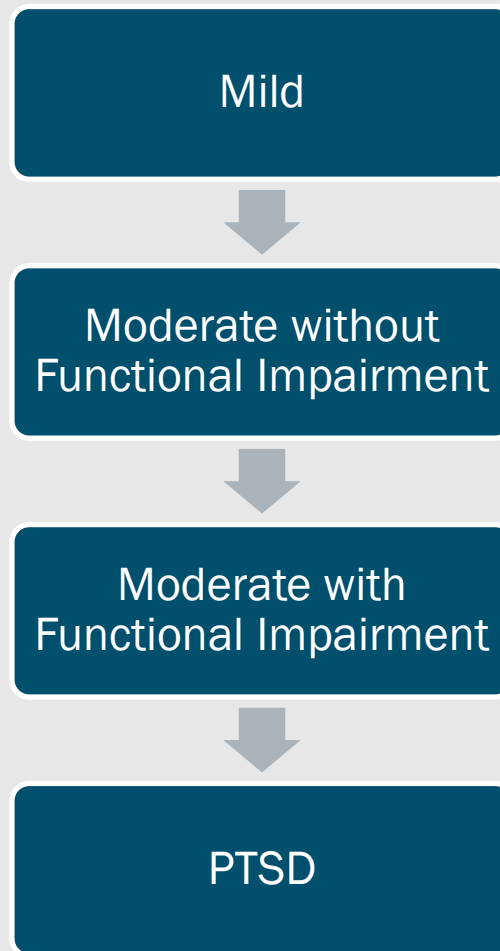 Mild
Moderate without
Functional Impairment
Moderate with
Functional Impairment
PTSD